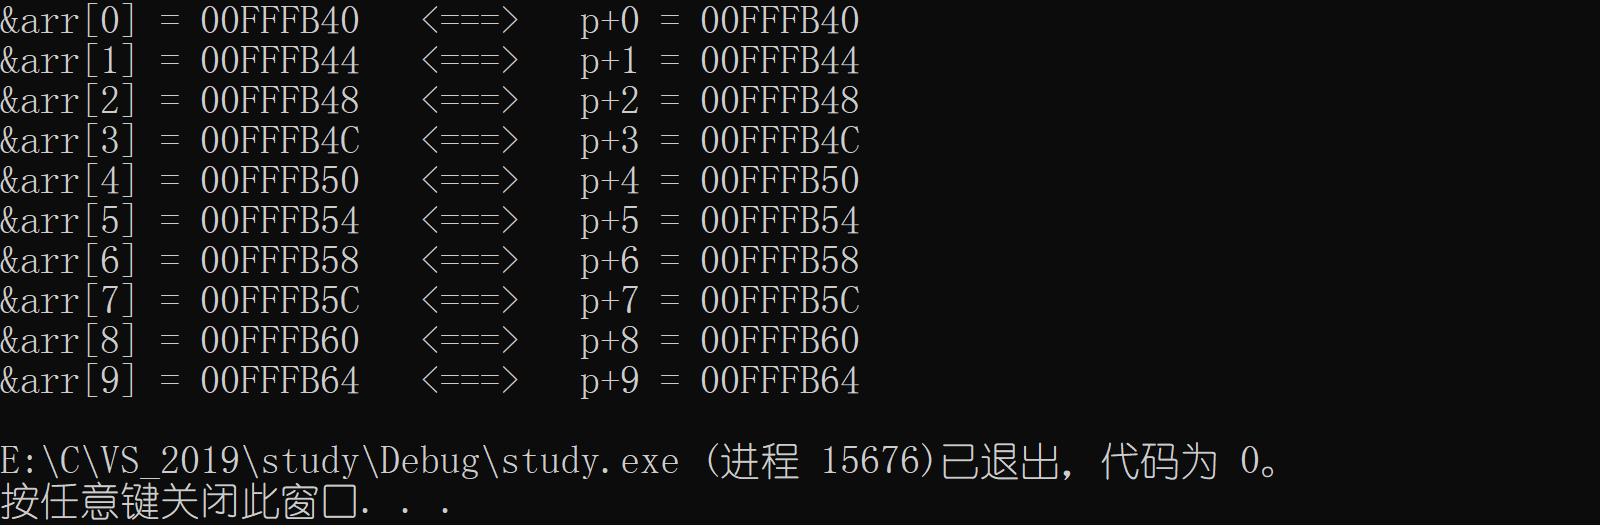 &arr[0] = 00FFFB40   <===>   p+0 = 00FFFB40
&arr[1] = 00FFFB44   <===>   p+1 = 00FFFB44
&arr[2] = 00FFFB48   <===>   p+2 = 00FFFB48
&arr[3] = 00FFFB4C   <===>   p+3 = 00FFFB4C
&arr[4] = 00FFFB50   <===>   p+4 = 00FFFB50
&arr[5] = 00FFFB54   <===>   p+5 = 00FFFB54
&arr[6] = 00FFFB58   <===>   p+6 = 00FFFB58
&arr[7] = 00FFFB5C   <===>   p+7 = 00FFFB5C
&arr[8] = 00FFFB60   <===>   p+8 = 00FFFB60
&arr[9] = 00FFFB64   <===>   p+9 = 00FFFB64
E:\C\VS_2019\study\Debug\study.exe (进程 15676)已退出，代码为 0。
按任意键关闭此窗口. . .